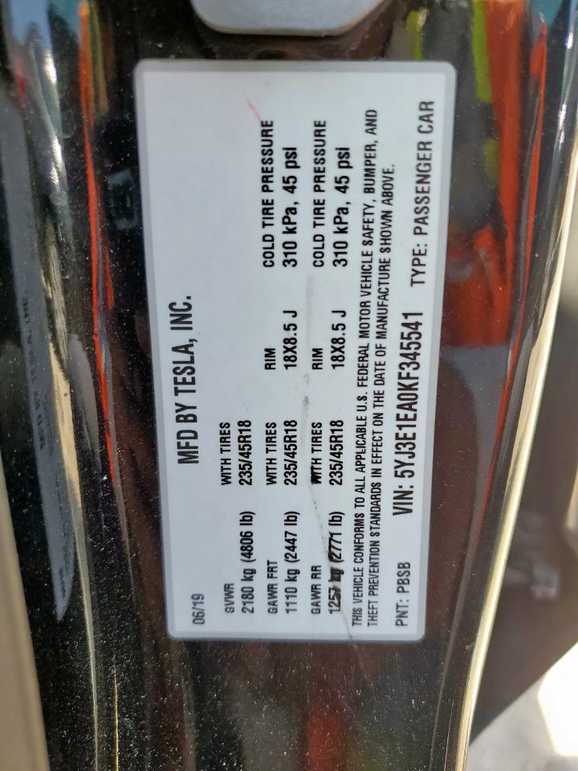 MFD BY TESLA, INC.
06/19
GVWR WITH TIRES
2180 kg (4806 lb) 235/45R18
GAWR FRT WITH TIRES RIM COLD TIRE PRESSURE
1110 kg (2447 lb) 235/45R18 18X8.5 J 310 kPa, 45 psi
GAWR RR WITH TIRES RIM COLD TIRE PRESSURE
1257 kg (2771 lb) 235/45R18 18X8.5 J 310 kPa, 45 psi
THIS VEHICLE CONFORMS TO ALL APPLICABLE U.S. FEDERAL MOTOR VEHICLE SAFETY, BUMPER, AND
THEFT PREVENTION STANDARDS IN EFFECT ON THE DATE OF MANUFACTURE SHOWN ABOVE.
PNT: PBSB VIN: 5YJ3E1EA0KF345541 TYPE: PASSENGER CAR